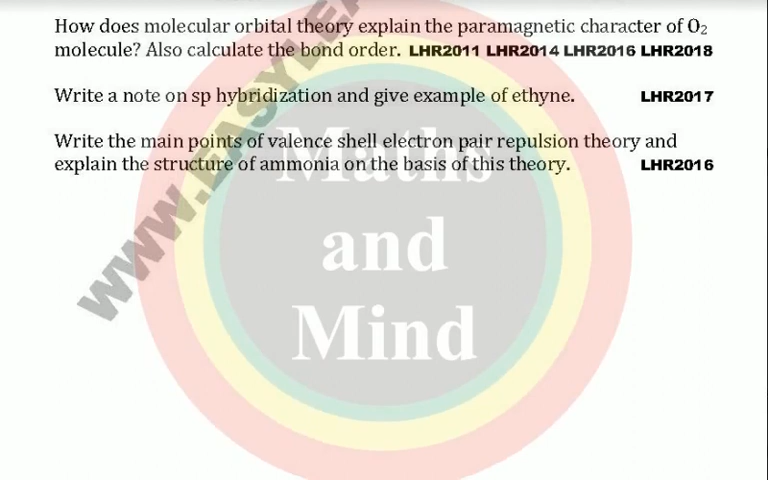 How does molecular orbital theory explain the paramagnetic character of O₂
molecule? Also calculate the bond order. LHR2011 LHR2014 LHR2016 LHR2018
Write a note on sp hybridization and give example of ethyne. LHR2017
Write the main points of valence shell electron pair repulsion theory and
explain the structure of ammonia on the basis of this theory. LHR2016
Maths
and
Mind
WWW.EASYLEA